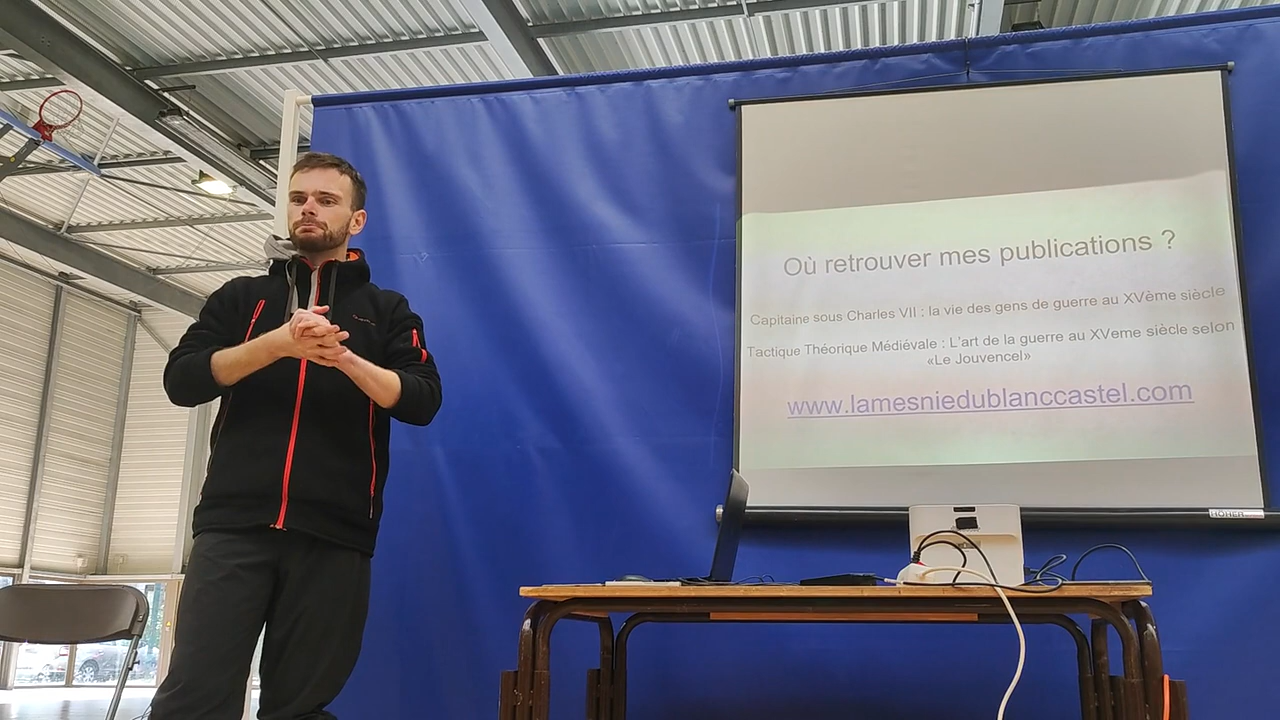 Où retrouver mes publications ?
Capitaine sous Charles VII : la vie des gens de guerre au XVème siècle
Tactique Théorique Médiévale : L'art de la guerre au XVeme siècle selon
«Le Jouvencel»
www.lamesniedublanccastel.com
HÖHER